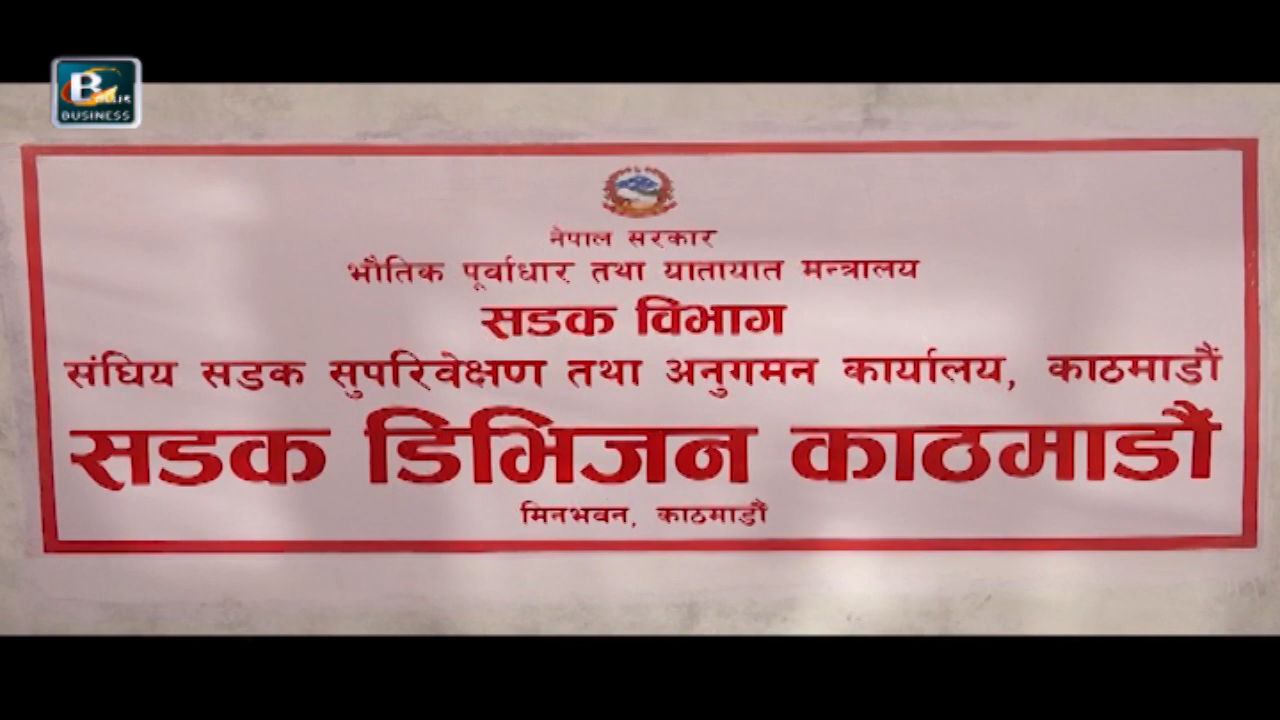 BUSINESS
नेपाल सरकार
भौतिक पूर्वाधार तथा यातायात मन्त्रालय
सडक विभाग
संघिय सडक सुपरिवेक्षण तथा अनुगमन कार्यालय, काठमाडौं
सडक डिभिजन काठमाडौं
मिनभवन, काठमाडौं